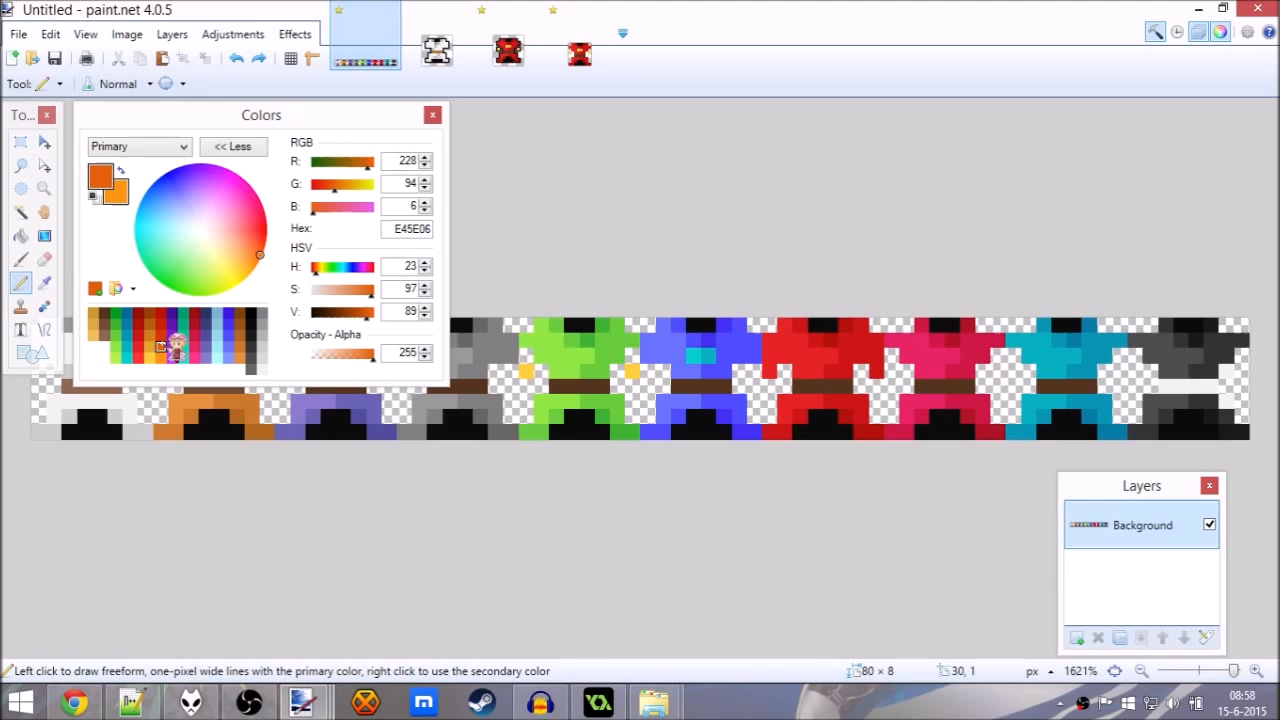 Untitled - paint.net 4.0.5
File Edit View Image Layers Adjustments Effects
Tool: Normal
To... x
Colors x
Primary
<< Less
RGB
R: 228
G: 94
B: 6
Hex: E45E06
HSV
H: 23
S: 97
V: 89
Opacity - Alpha
255
Layers x
Background
Left click to draw freeform, one-pixel wide lines with the primary color, right click to use the secondary color
80 × 8
30, 1
px
1621%
08:58
15-6-2015